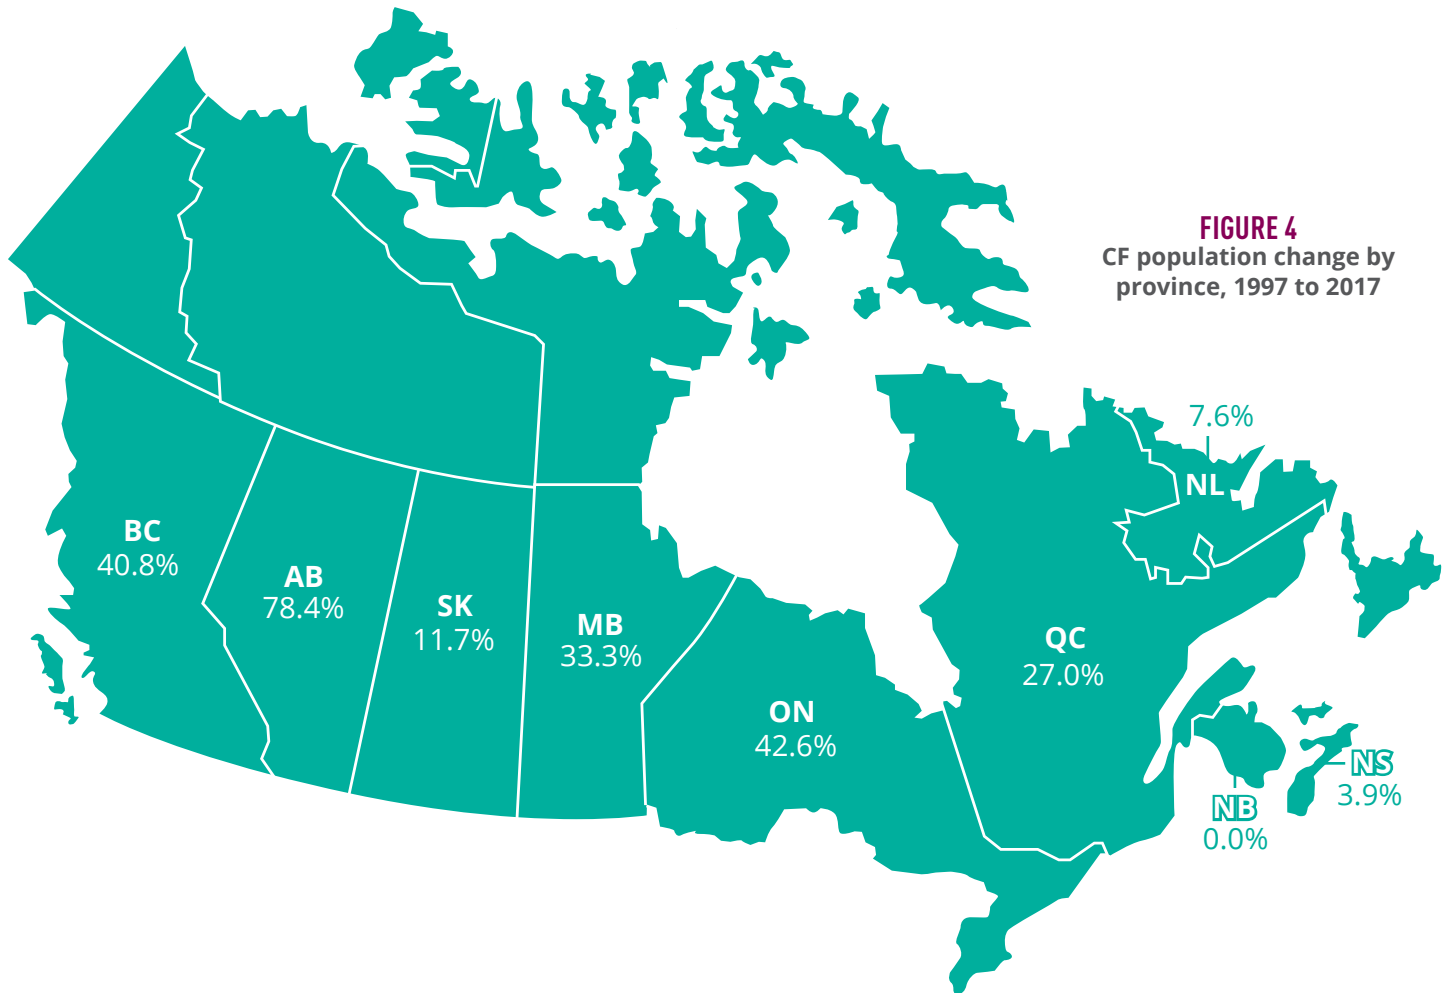 FIGURE 4
CF population change by
province, 1997 to 2017
7.6%
NL
BC
40.8%
AB
78.4%
SK
11.7%
MB
33.3%
ON
42.6%
QC
27.0%
NS
3.9%
NB
0.0%